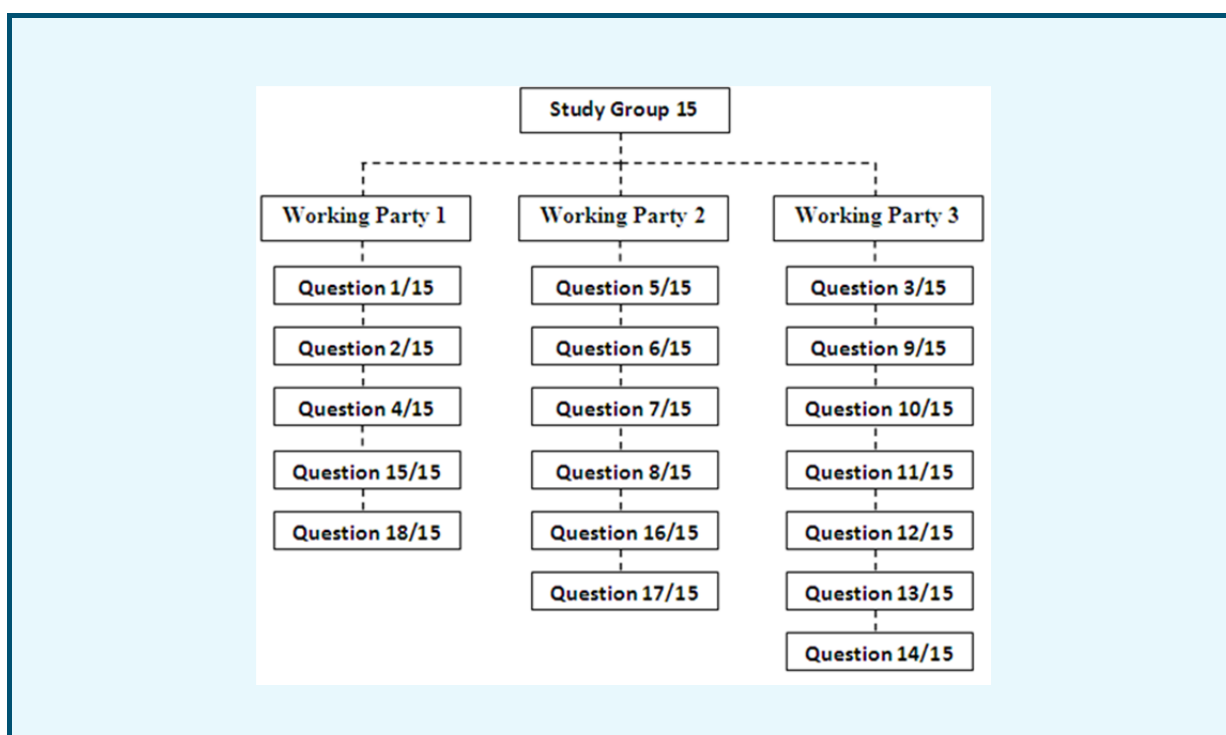 Study Group 15
Working Party 1
Working Party 2
Working Party 3
Question 1/15
Question 5/15
Question 3/15
Question 2/15
Question 6/15
Question 9/15
Question 4/15
Question 7/15
Question 10/15
Question 15/15
Question 8/15
Question 11/15
Question 18/15
Question 16/15
Question 12/15
Question 17/15
Question 13/15
Question 14/15